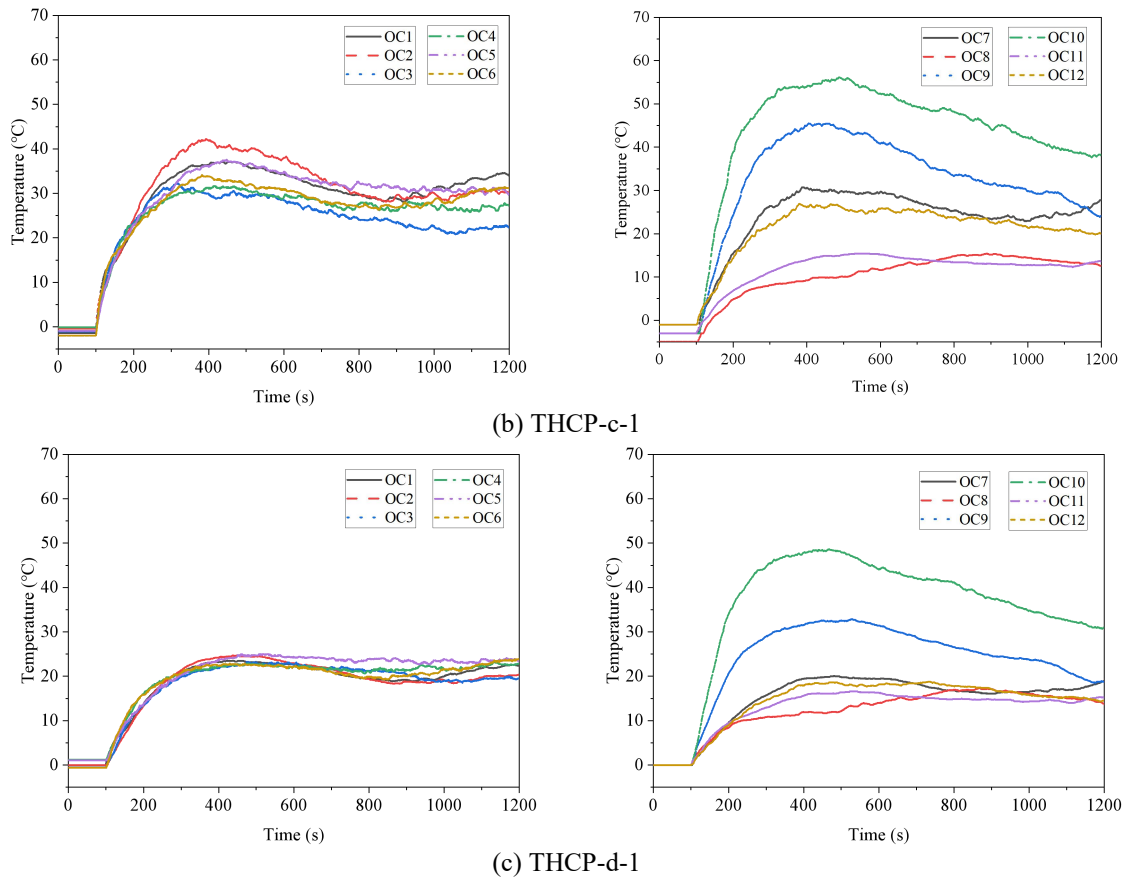 70
60
50
40
30
20
10
0
Temperature (°C)
OC1
OC2
OC3
OC4
OC5
OC6
0
200
400
600
800
1000
1200
Time (s)
70
60
50
40
30
20
10
0
Temperature (°C)
OC7
OC8
OC9
OC10
OC11
OC12
0
200
400
600
800
1000
1200
Time (s)
(b) THCP-c-1
70
60
50
40
30
20
10
0
Temperature (°C)
OC1
OC2
OC3
OC4
OC5
OC6
0
200
400
600
800
1000
1200
Time (s)
70
60
50
40
30
20
10
0
Temperature (°C)
OC7
OC8
OC9
OC10
OC11
OC12
0
200
400
600
800
1000
1200
Time (s)
(c) THCP-d-1